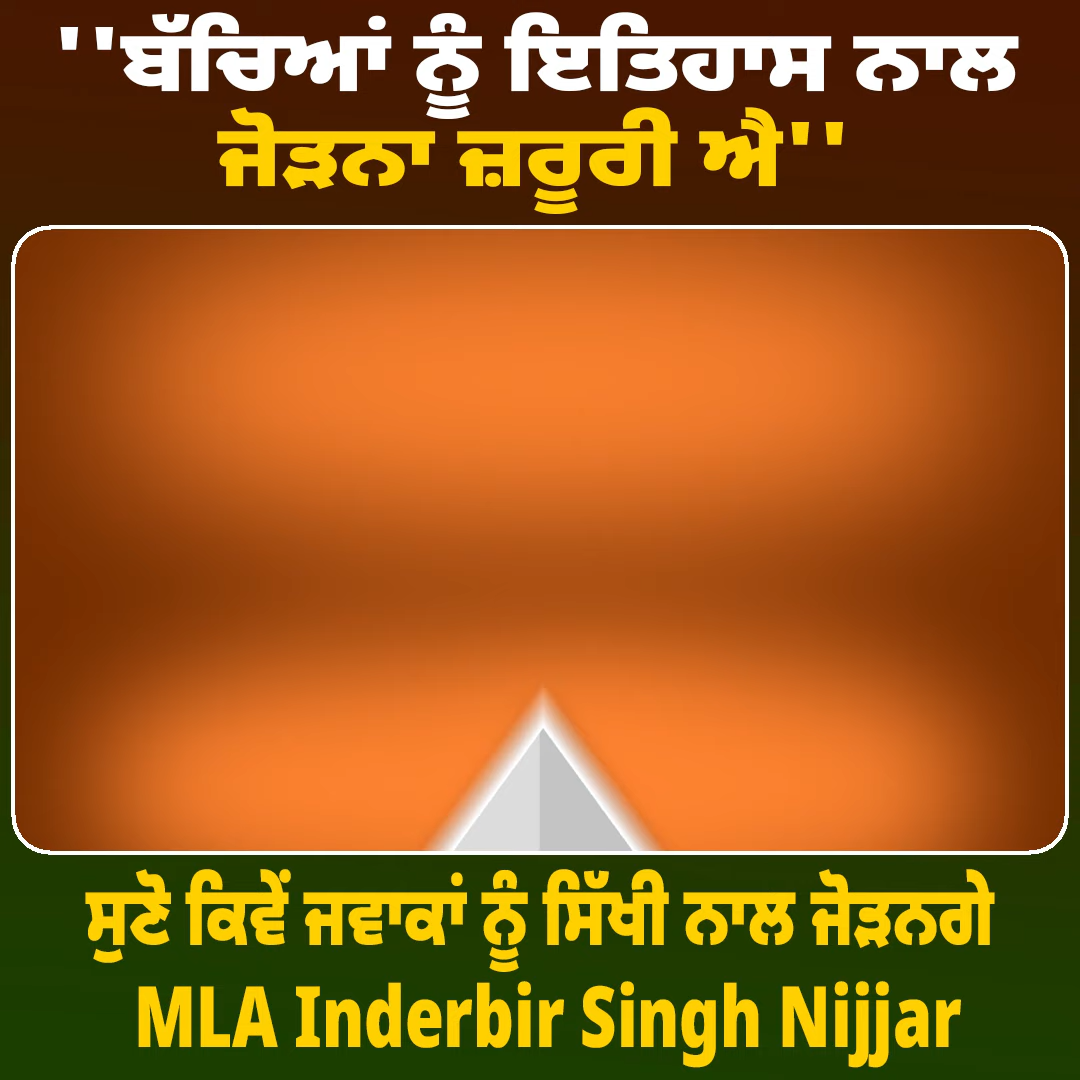 ''ਬੱਚਿਆਂ ਨੂੰ ਇਤਿਹਾਸ ਨਾਲ
ਜੋੜਨਾ ਜ਼ਰੂਰੀ ਐ''
ਸੁਣੋ ਕਿਵੇਂ ਜਵਾਕਾਂ ਨੂੰ ਸਿੱਖੀ ਨਾਲ ਜੋੜਨਗੇ
MLA Inderbir Singh Nijjar